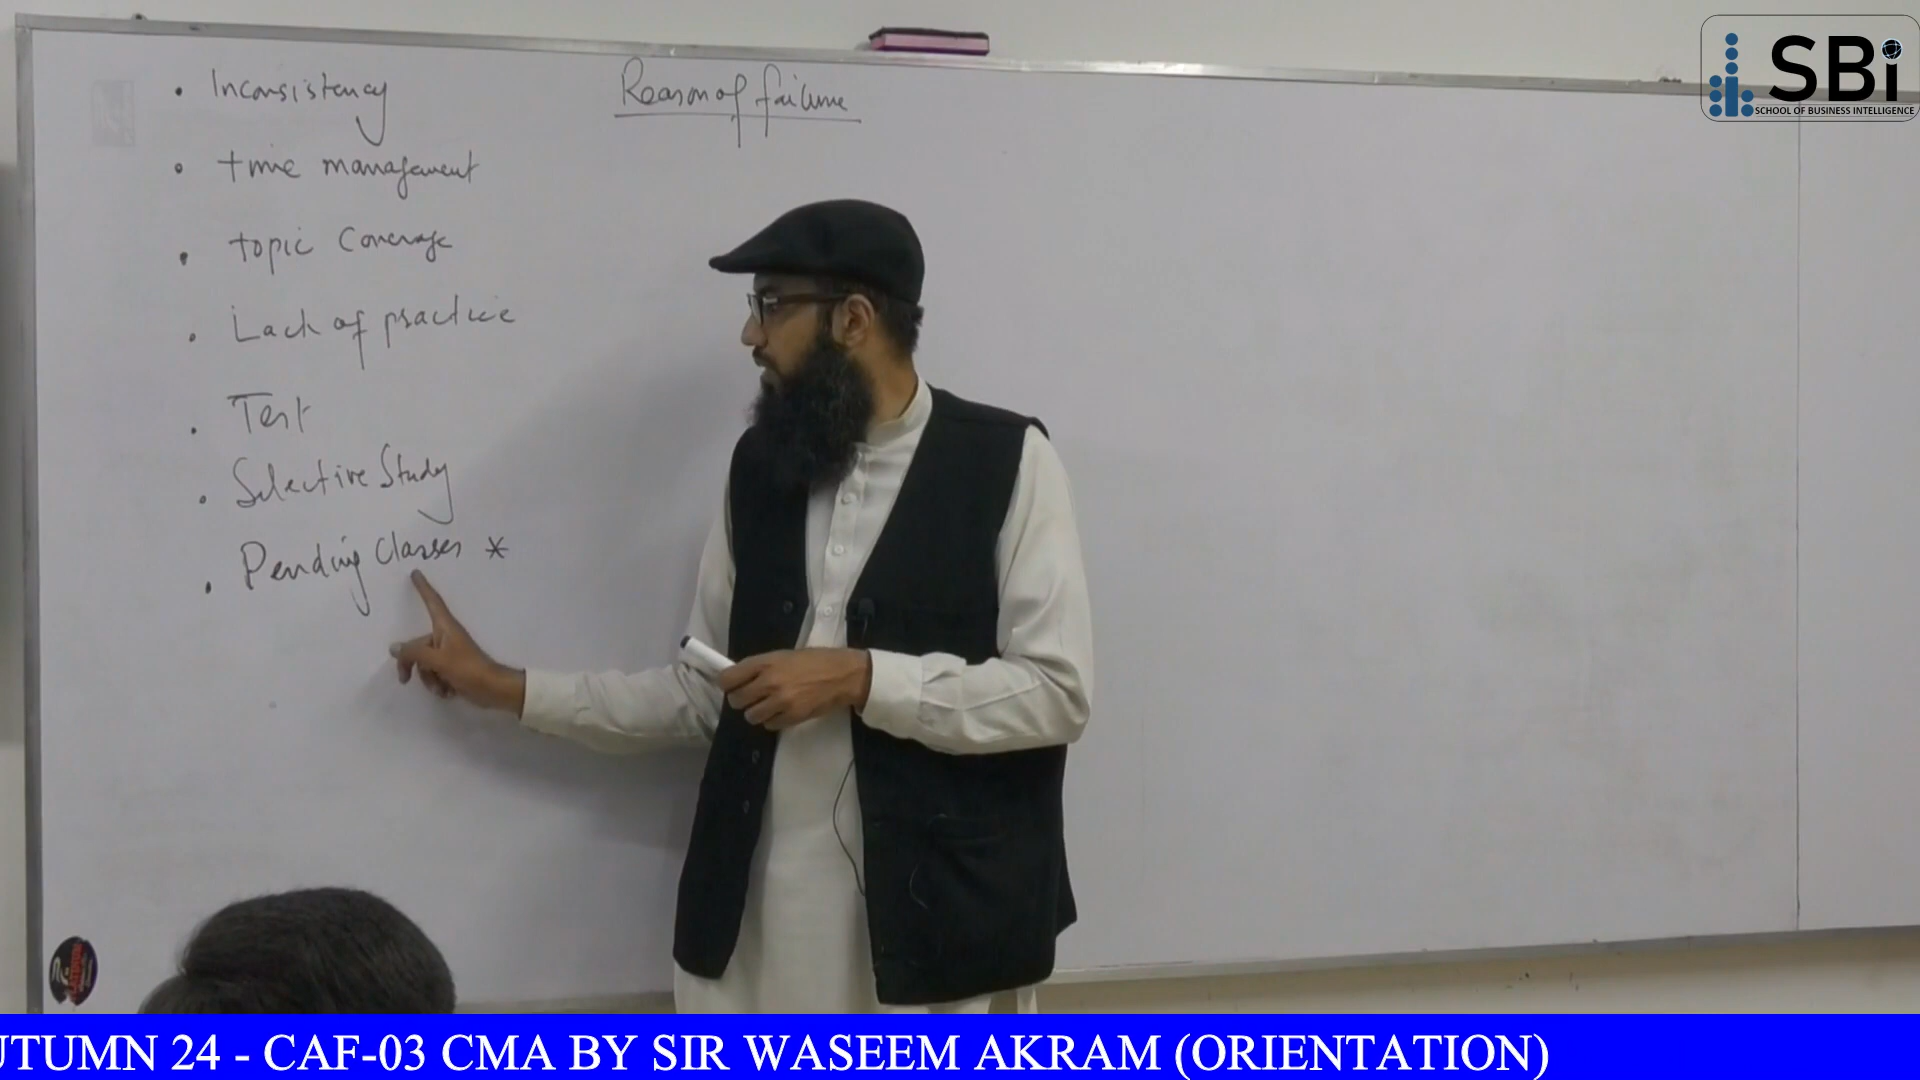 Reason of failure
• Inconsistency
• time management
• topic Coverage
• Lack of practice
• Test
• Selective Study
• Pending Classes *
SBi
SCHOOL OF BUSINESS INTELLIGENCE
UTUMN 24 - CAF-03 CMA BY SIR WASEEM AKRAM (ORIENTATION)